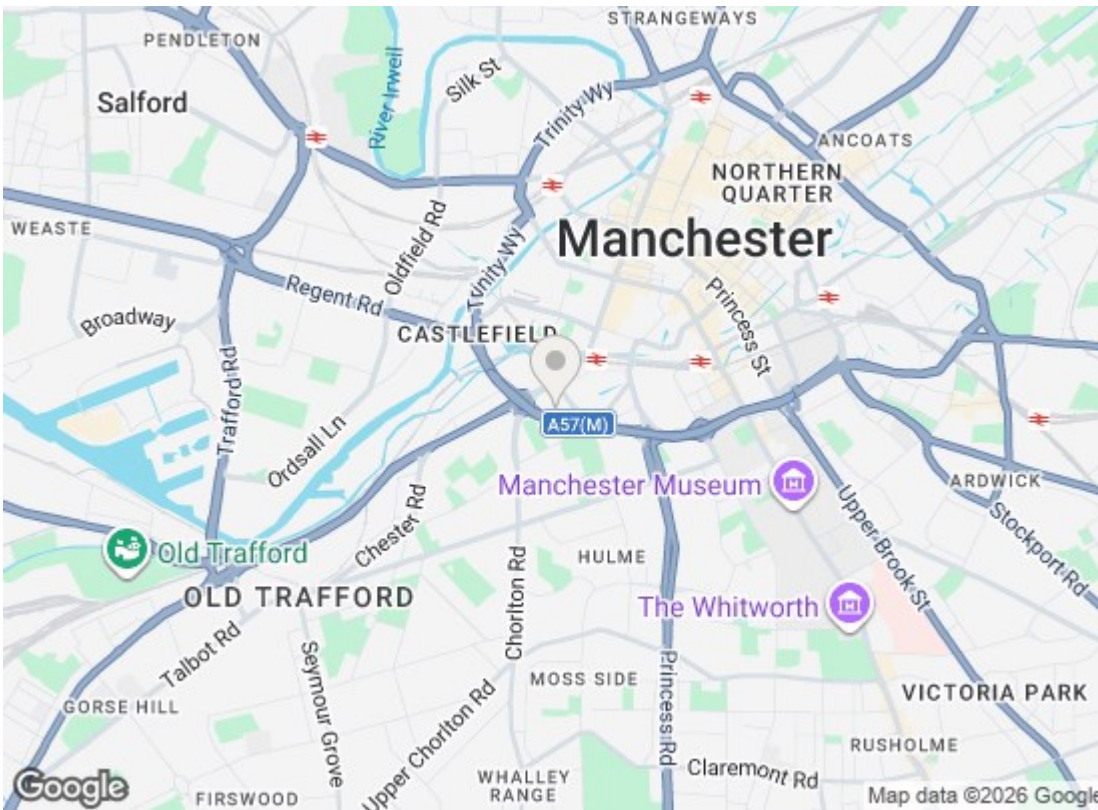 STRANGEWAYS
PENDLETON
River Irwell
Silk St
Salford
Trinity Wy
ANCOATS
NORTHERN
QUARTER
WEASTE
Oldfield Rd
Trinity Wy
Manchester
Regent Rd
Princess St
Broadway
CASTLEFIELD
Trafford Rd
A57(M)
Ordsall Ln
Manchester Museum
ARDWICK
Chester Rd
Upper Brook St
Stockport Rd
Old Trafford
HULME
OLD TRAFFORD
Chorlton Rd
The Whitworth
Talbot Rd
Seymour Grove
Princess Rd
MOSS SIDE
VICTORIA PARK
GORSE HILL
Upper Chorlton Rd
RUSHOLME
Claremont Rd
WHALLEY
RANGE
Google
FIRSWOOD
Map data ©2026 Google